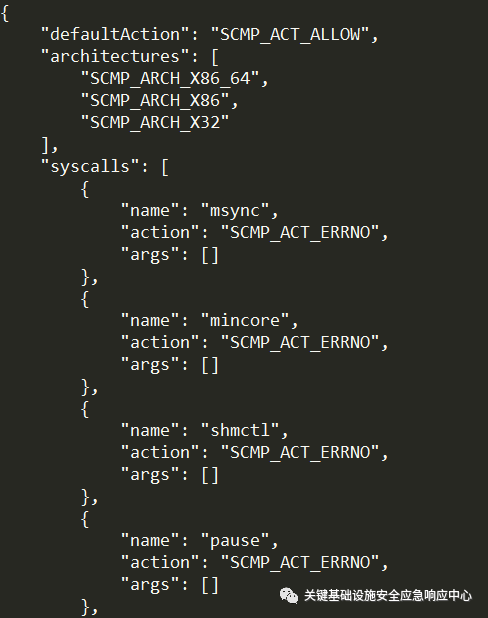 {
    "defaultAction": "SCMP_ACT_ALLOW",
    "architectures": [
        "SCMP_ARCH_X86_64",
        "SCMP_ARCH_X86",
        "SCMP_ARCH_X32"
    ],
    "syscalls": [
        {
            "name": "msync",
            "action": "SCMP_ACT_ERRNO",
            "args": []
        },
        {
            "name": "mincore",
            "action": "SCMP_ACT_ERRNO",
            "args": []
        },
        {
            "name": "shmctl",
            "action": "SCMP_ACT_ERRNO",
            "args": []
        },
        {
            "name": "pause",
            "action": "SCMP_ACT_ERRNO",
            "args": []
        },
关键基础设施安全应急响应中心